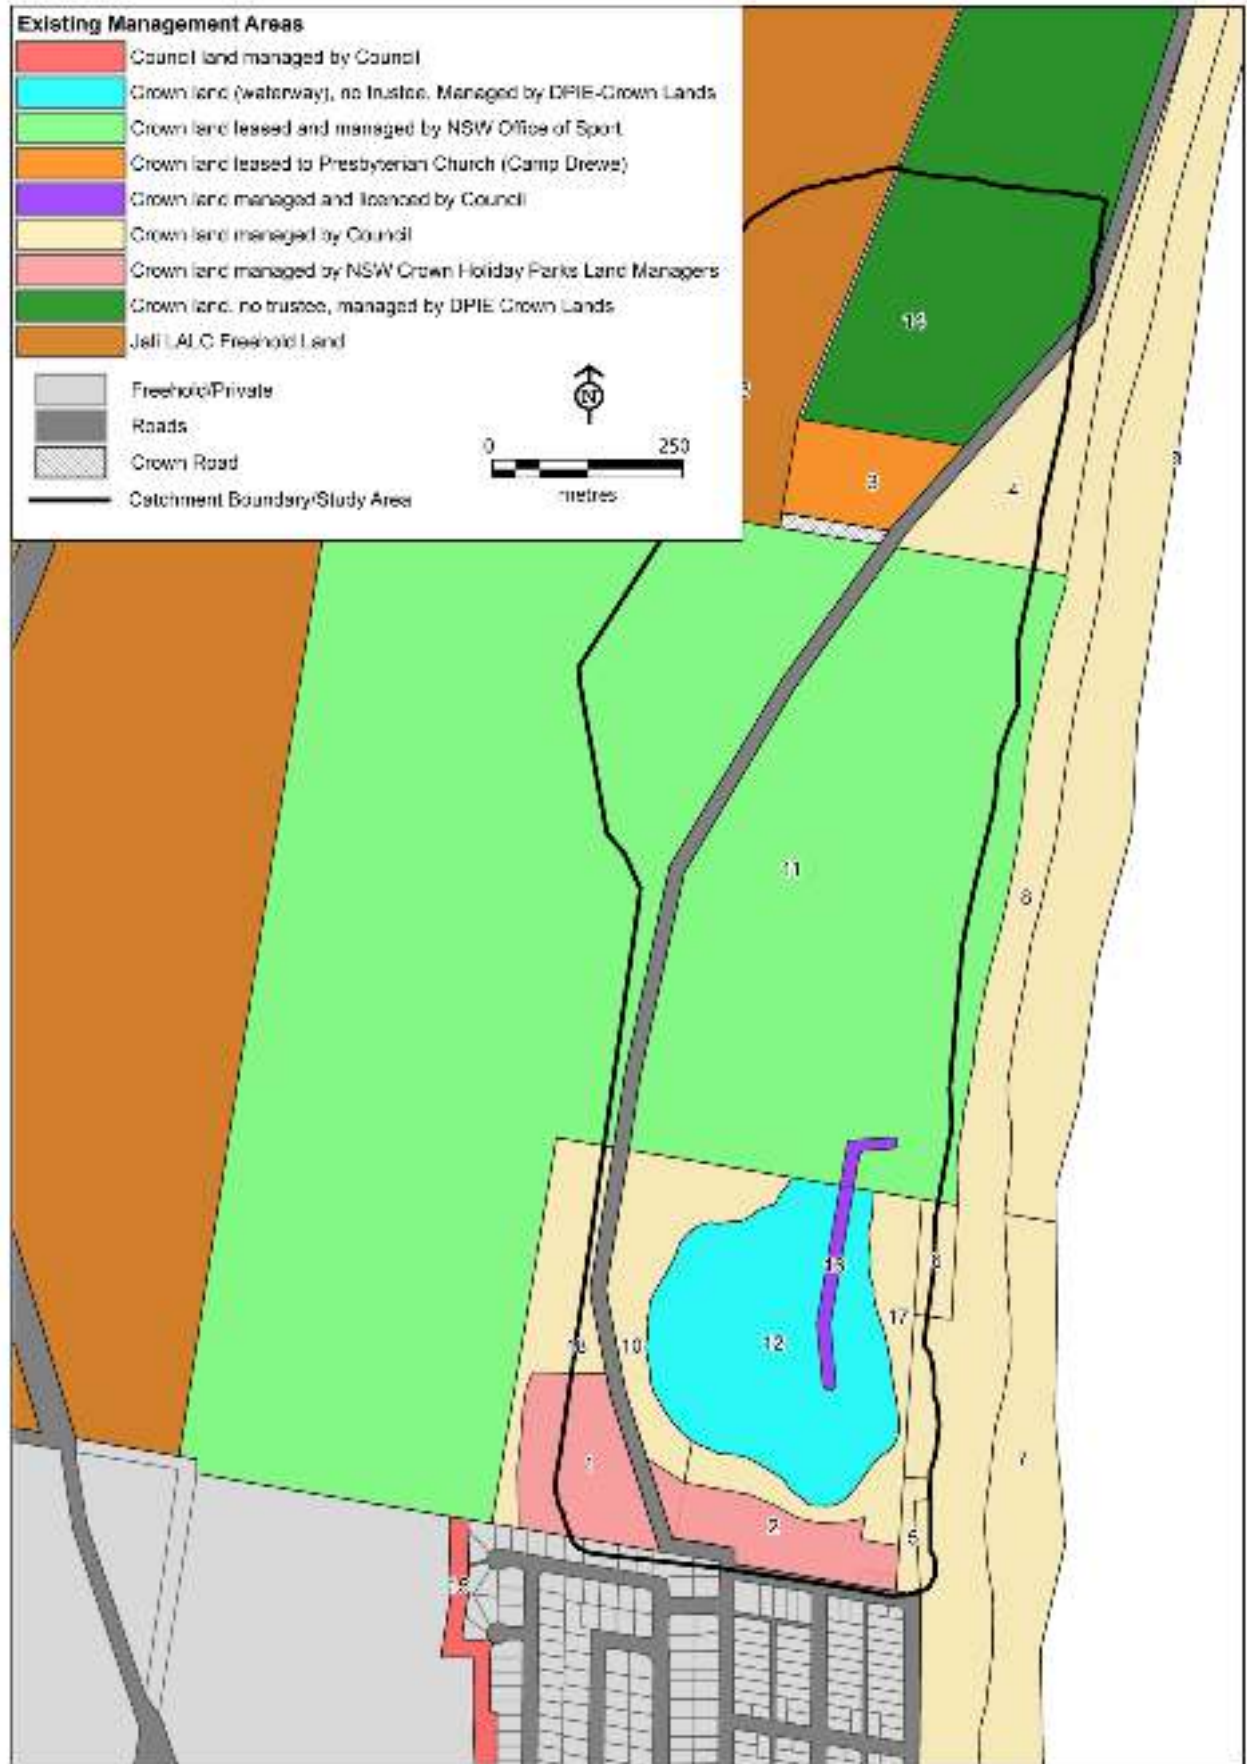 Existing Management Areas
Council land managed by Council
Crown land (waterway), no trustee. Managed by DPIE-Crown Lands
Crown land leased and managed by NSW Office of Sport
Crown land leased to Presbyterian Church (Camp Drewe)
Crown land managed and licenced by Council
Crown land managed by Council
Crown land managed by NSW Crown Holiday Parks Land Managers
Crown land, no trustee, managed by DPIE Crown Lands
Jali LALC Freehold Land
Freehold/Private
Roads
Crown Road
Catchment Boundary/Study Area
N
0 250
metres
3
4
11
12
10
17
1
2
5
7